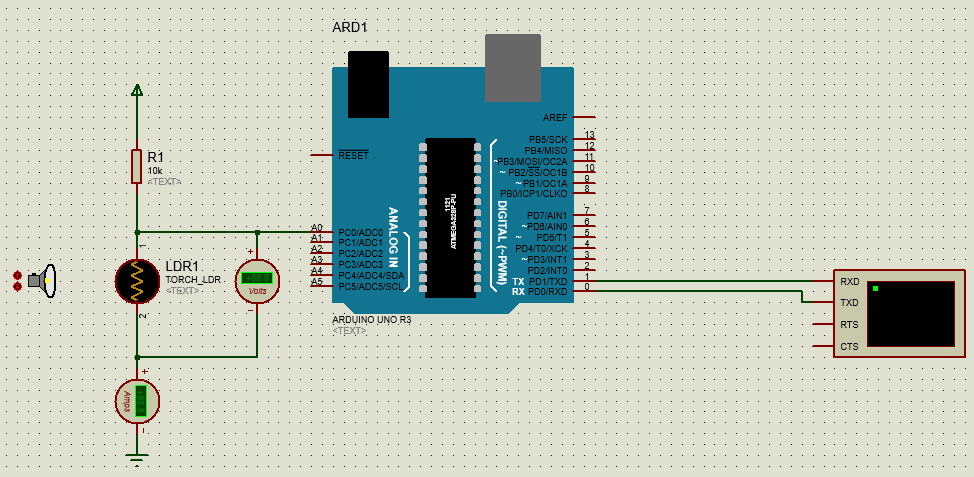 ARD1
R1
10k
<TEXT>
RESET
AREF
PB5/SCK 13
PB4/MISO 12
~PB3/MOSI/OC2A 11
~ PB2/SS/OC1B 10
~ PB1/OC1A 9
PB0/ICP1/CLKO 8
1121
ATMEGA328P-PU
ANALOG IN
DIGITAL (~PWM)
PD7/AIN1 7
~ PD6/AIN0 6
~ PD5/T1 5
PD4/T0/XCK 4
~ PD3/INT1 3
PD2/INT0 2
TX PD1/TXD 1
RX PD0/RXD 0
A0 PC0/ADC0
A1 PC1/ADC1
A2 PC2/ADC2
A3 PC3/ADC3
A4 PC4/ADC4/SDA
A5 PC5/ADC5/SCL
1
LDR1
TORCH_LDR
<TEXT>
2
+
Volts
-
ARDUINO UNO R3
<TEXT>
RXD
TXD
RTS
CTS
+
Amps
-